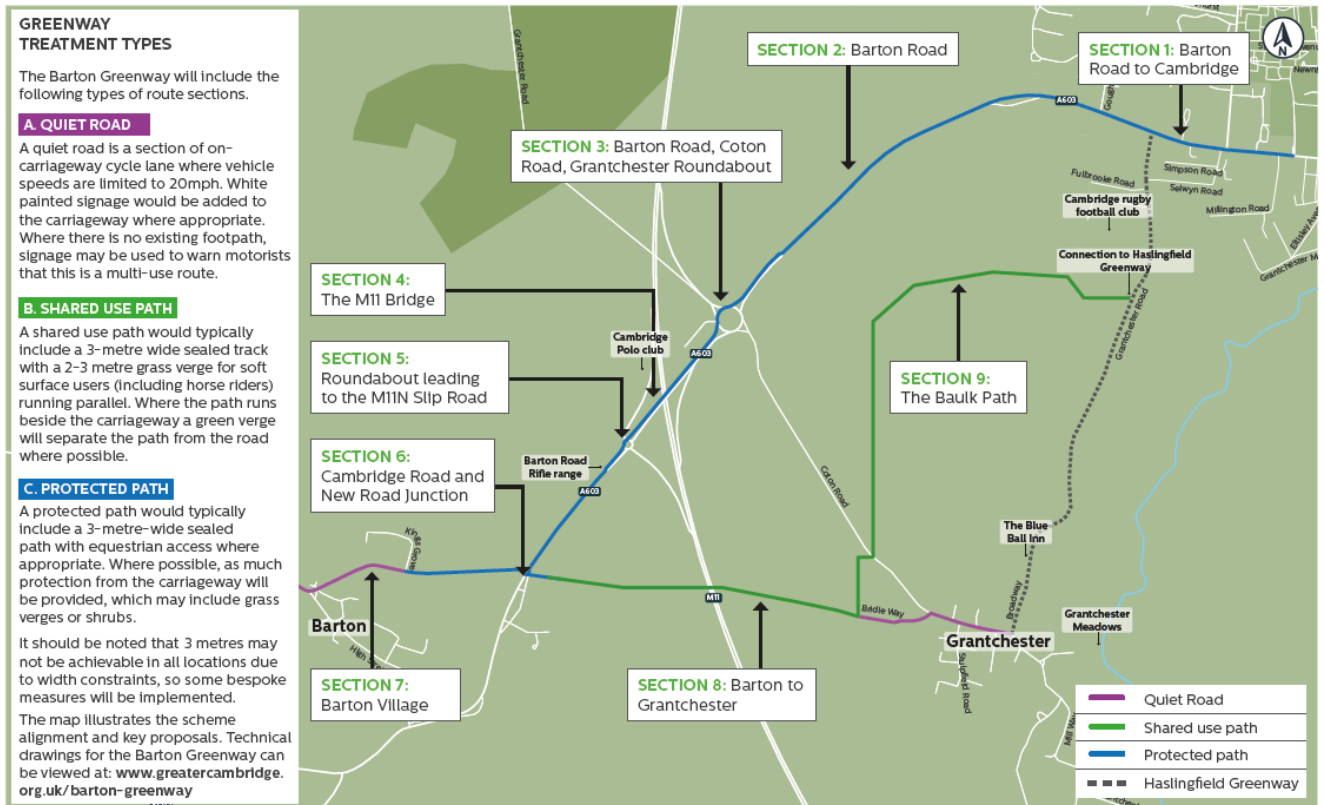 GREENWAY
TREATMENT TYPES
The Barton Greenway will include the
following types of route sections.
A. QUIET ROAD
A quiet road is a section of on-
carriageway cycle lane where vehicle
speeds are limited to 20mph. White
painted signage would be added to
the carriageway where appropriate.
Where there is no existing footpath,
signage may be used to warn motorists
that this is a multi-use route.
B. SHARED USE PATH
A shared use path would typically
include a 3-metre wide sealed track
with a 2-3 metre grass verge for soft
surface users (including horse riders)
running parallel. Where the path runs
beside the carriageway a green verge
will separate the path from the road
where possible.
C. PROTECTED PATH
A protected path would typically
include a 3-metre-wide sealed
path with equestrian access where
appropriate. Where possible, as much
protection from the carriageway will
be provided, which may include grass
verges or shrubs.
It should be noted that 3 metres may
not be achievable in all locations due
to width constraints, so some bespoke
measures will be implemented.
The map illustrates the scheme
alignment and key proposals. Technical
drawings for the Barton Greenway can
be viewed at: www.greatercambridge.
org.uk/barton-greenway
SECTION 1: Barton
Road to Cambridge
SECTION 2: Barton Road
SECTION 3: Barton Road, Coton
Road, Grantchester Roundabout
SECTION 4:
The M11 Bridge
SECTION 5:
Roundabout leading
to the M11N Slip Road
SECTION 6:
Cambridge Road and
New Road Junction
SECTION 7:
Barton Village
SECTION 8: Barton to
Grantchester
SECTION 9:
The Baulk Path
N
Grantchester Road
A603
Fulbrooke Road
Simpson Road
Selwyn Road
Millington Road
Cambridge rugby
football club
Connection to Haslingfield
Greenway
Grantchester Road
Cambridge
Polo club
A603
Barton Road
Rifle range
A603
Coton Road
The Blue
Ball Inn
Broadway
Grantchester
Meadows
Kings Grove
Barton
M11
Bridle Way
Grantchester
Stulpfield Road
Mill Way
Quiet Road
Shared use path
Protected path
Haslingfield Greenway